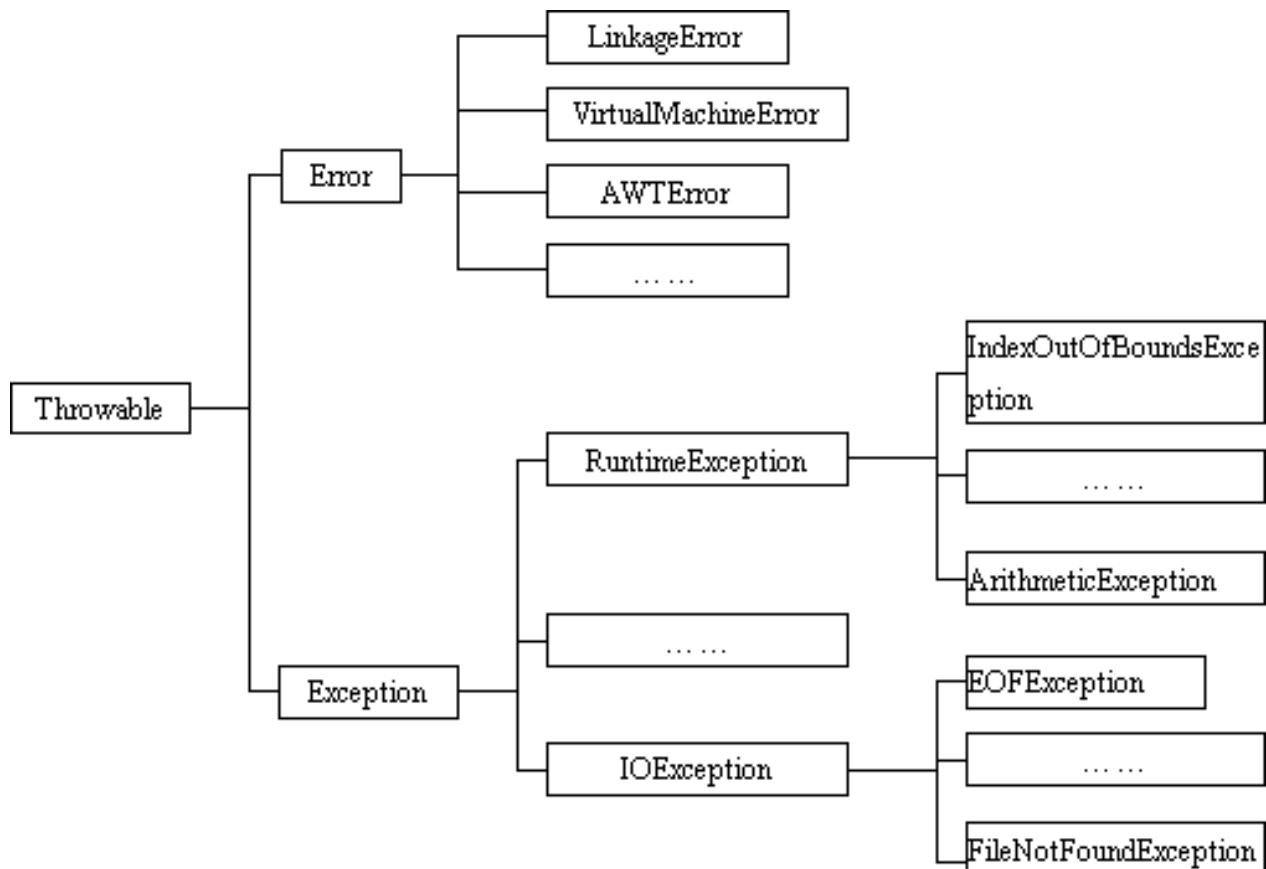 LinkageError
VirtualMachineError
Error
AWTError
... ...
IndexOutOfBoundsExce
ption
Throwable
RuntimeException
... ...
ArithmeticException
... ...
Exception
EOFException
IOException
... ...
FileNotFoundException